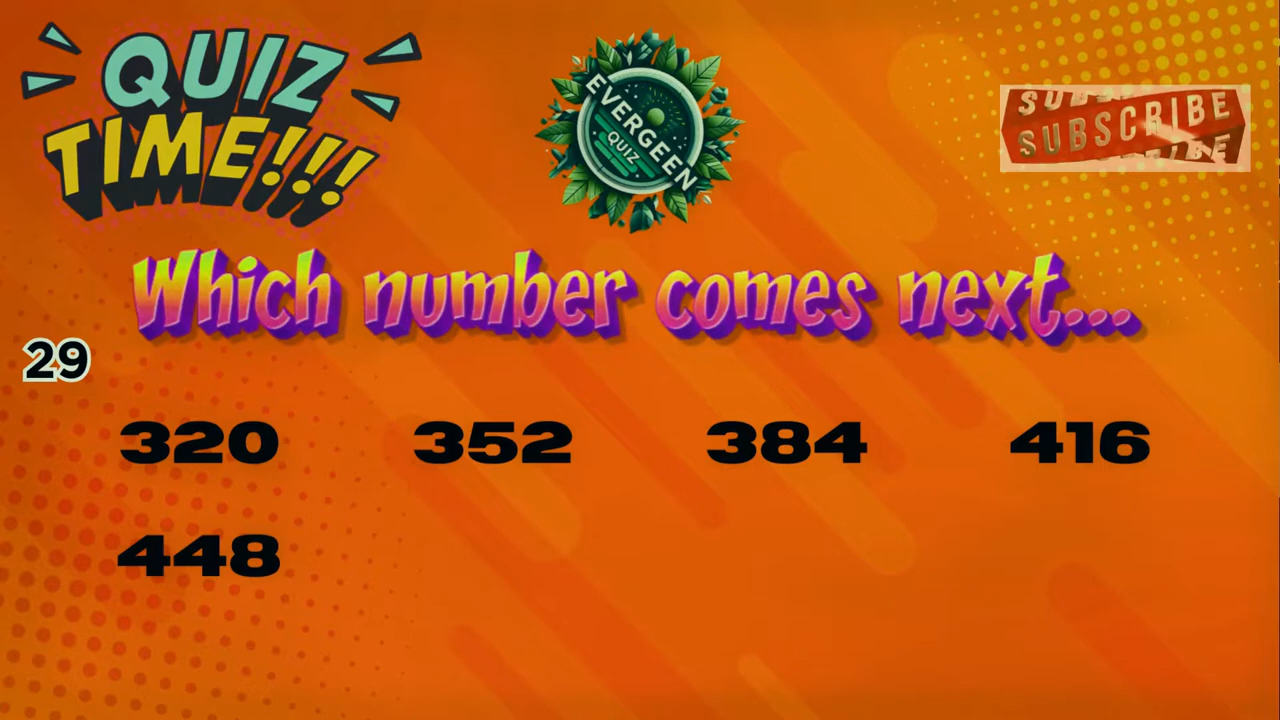 QUIZ
TIME!!!
EVERGEEN
QUIZ
SUBSCRIBE
Which number comes next...
29
320 352 384 416
448